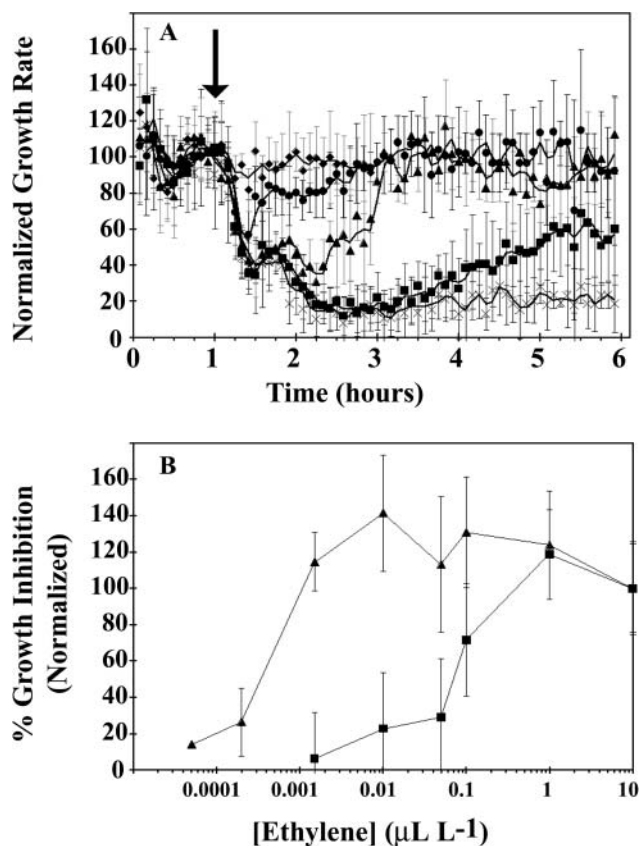 A
Normalized Growth Rate
160
140
120
100
80
60
40
20
0
0 1 2 3 4 5 6
Time (hours)
B
% Growth Inhibition
(Normalized)
160
140
120
100
80
60
40
20
0
0.0001 0.001 0.01 0.1 1 10
[Ethylene] (µL L-1)